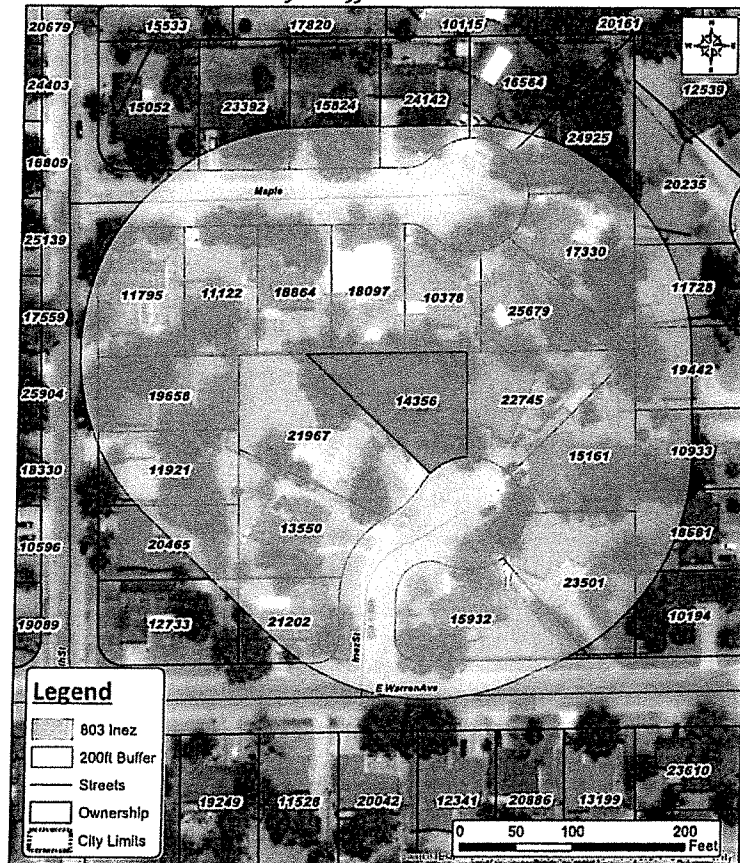 20679 15533 17820 10115 20161
N
W E
S
24403 15052 23392 15824 24142 16564 12539
16809 24925 20235
Maple
25139 17330
11795 11122 18864 18097 10378 11728
17559 25679
19442
25904 19658 14356 22745
21967
18330 11921 15161 10933
10596 20465 13550 18591
23501
19089 12733 21202 15932 10194
Inez St
E Warren Ave
Legend
803 Inez
200ft Buffer
Streets
Ownership
City Limits
19249 11528 20042 12341 20886 13199 23610
0 50 100 200
Feet